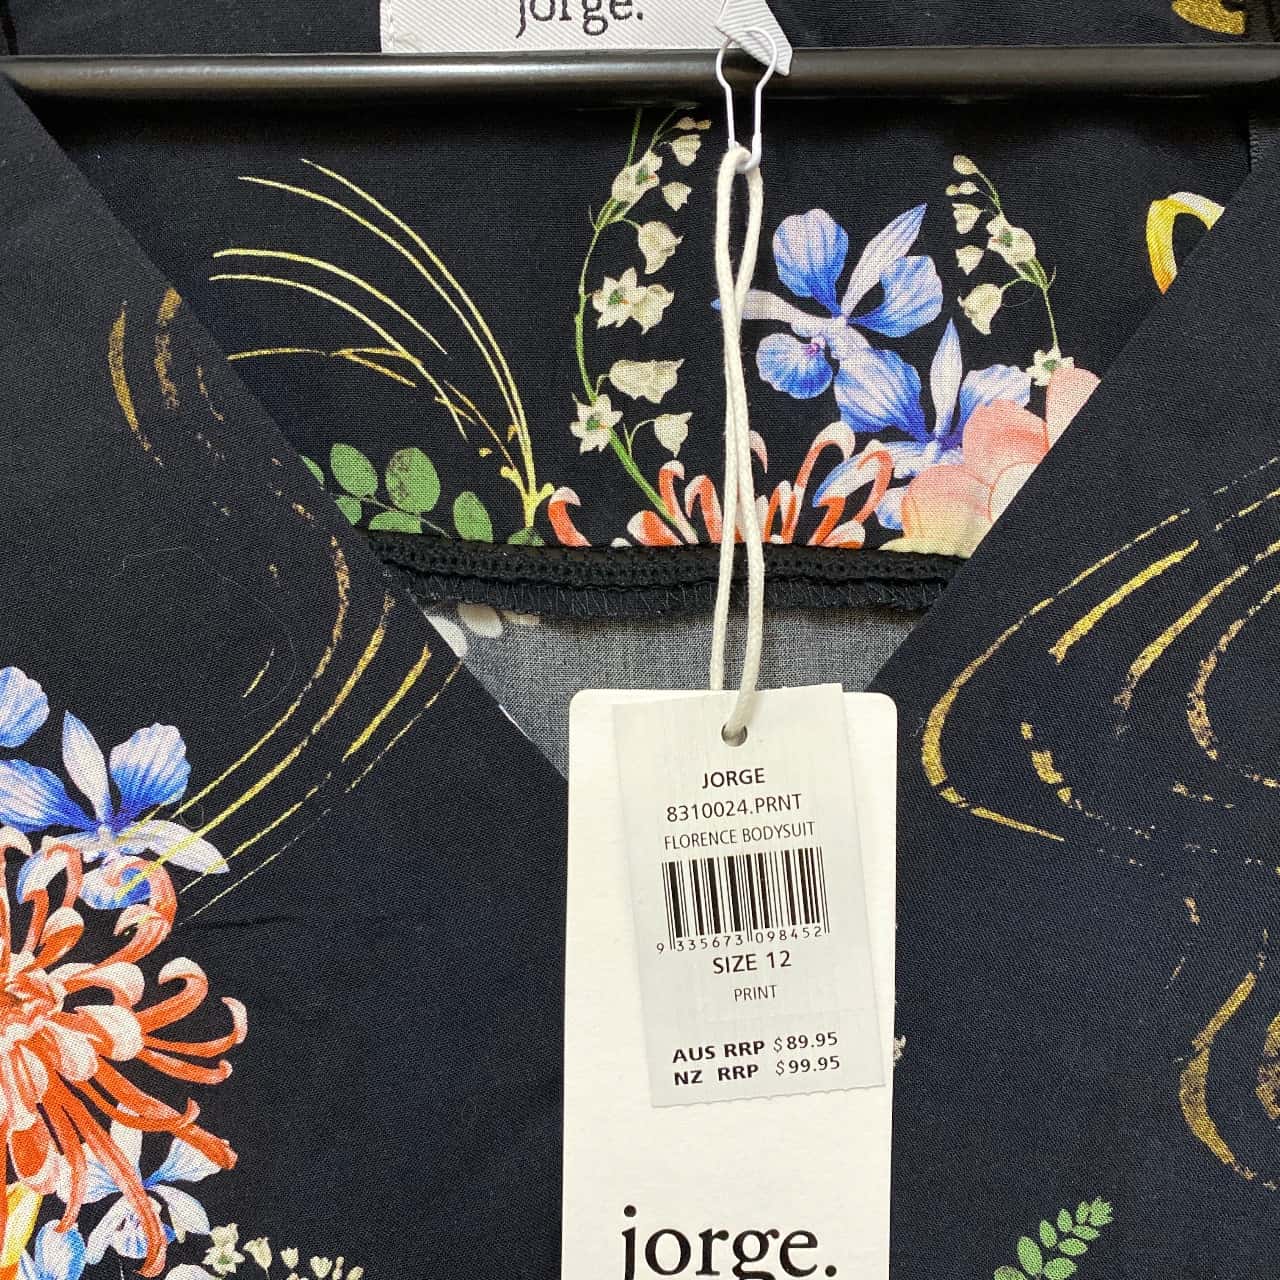 jorge.
JORGE
8310024.PRNT
FLORENCE BODYSUIT
9 335673 098452
SIZE 12
PRINT
AUS RRP $89.95
NZ RRP $99.95
jorge.